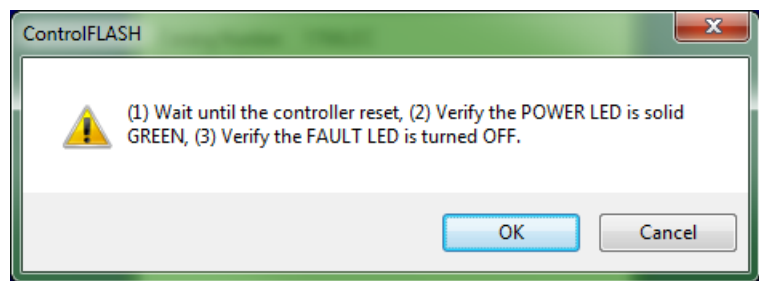 ControlFLASH
(1) Wait until the controller reset, (2) Verify the POWER LED is solid
GREEN, (3) Verify the FAULT LED is turned OFF.
OK
Cancel